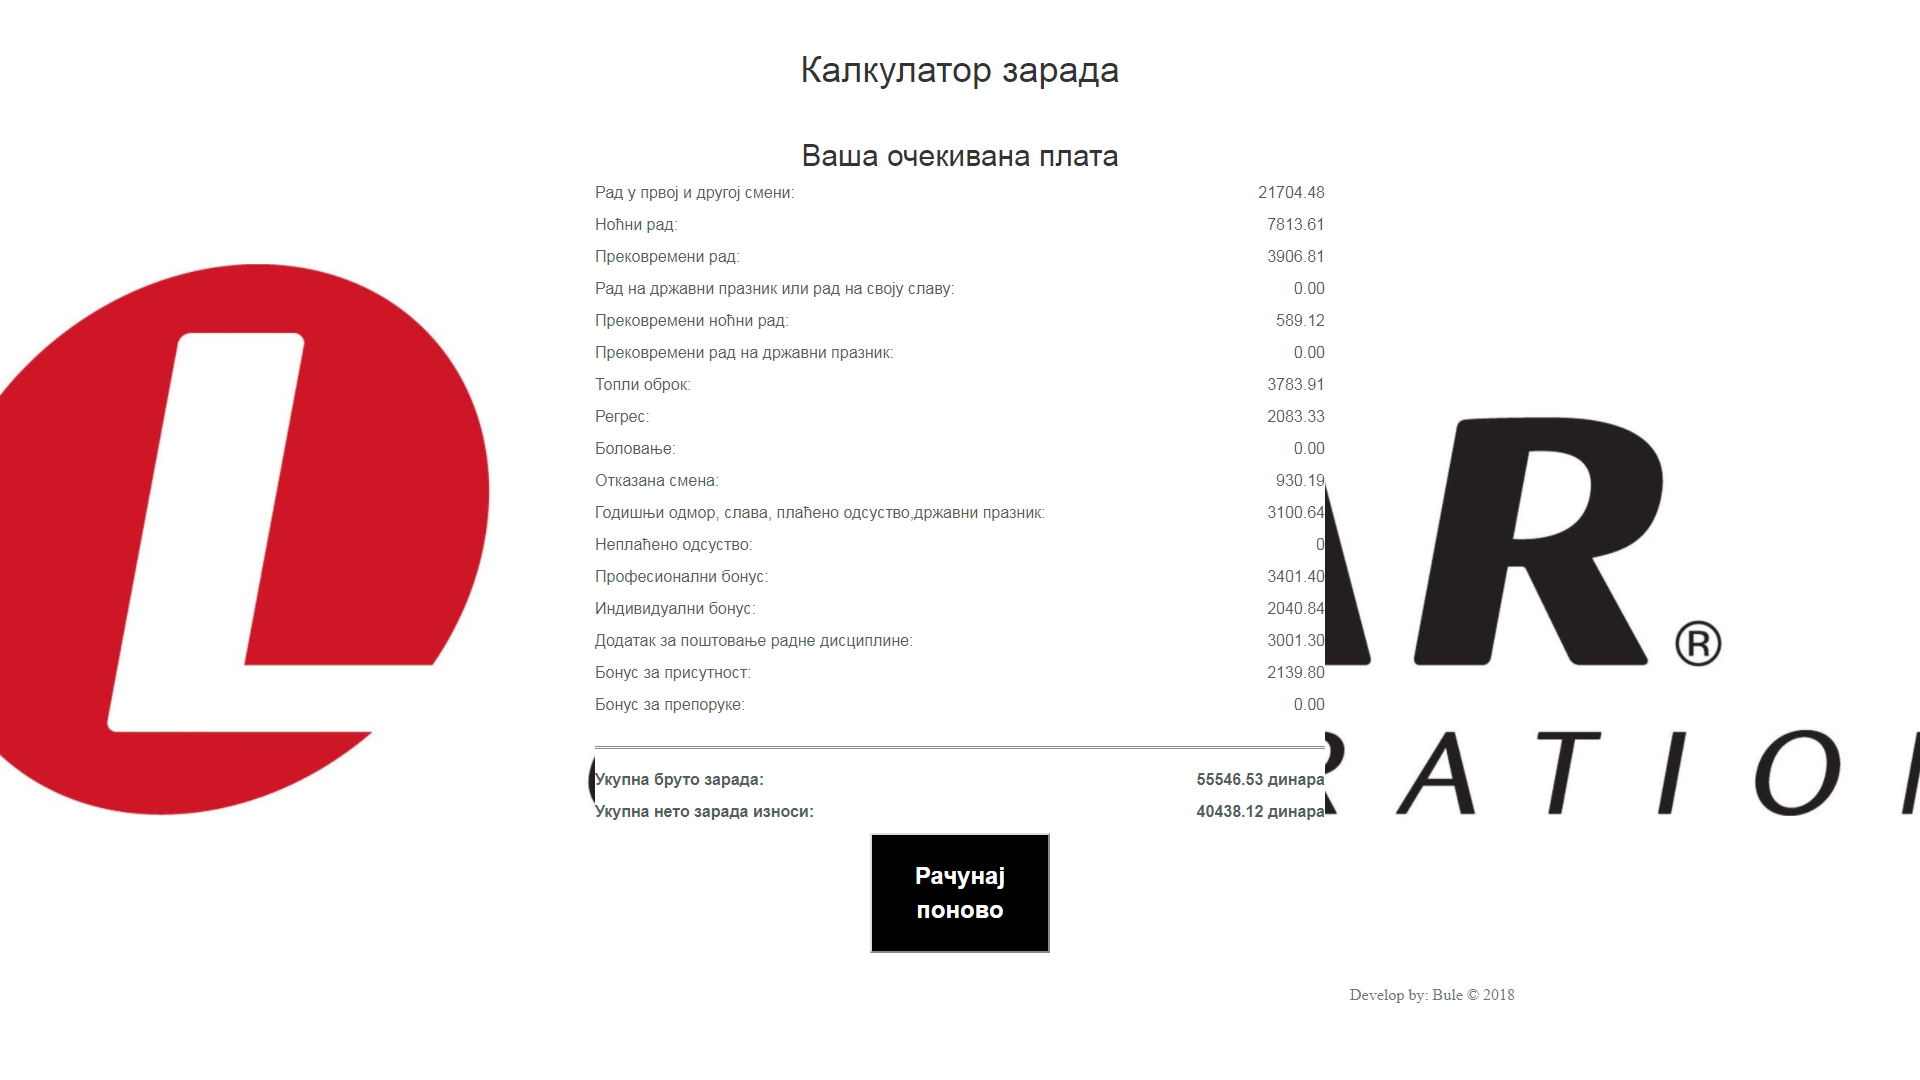 Калкулатор зарада
Ваша очекивана плата
Рад у првој и другој смени: 21704.48
Ноћни рад: 7813.61
Прековремени рад: 3906.81
Рад на државни празник или рад на своју славу: 0.00
Прековремени ноћни рад: 589.12
Прековремени рад на државни празник: 0.00
Топли оброк: 3783.91
Регрес: 2083.33
Боловање: 0.00
Отказана смена: 930.19
Годишњи одмор, слава, плаћено одсуство,државни празник: 3100.64
Неплаћено одсуство: 0
Професионални бонус: 3401.40
Индивидуални бонус: 2040.84
Додатак за поштовање радне дисциплине: 3001.30
Бонус за присутност: 2139.80
Бонус за препоруке: 0.00
Укупна бруто зарада: 55546.53 динара
Укупна нето зарада износи: 40438.12 динара
Рачунај
поново
L
AR®
RATIO
Develop by: Bule © 2018